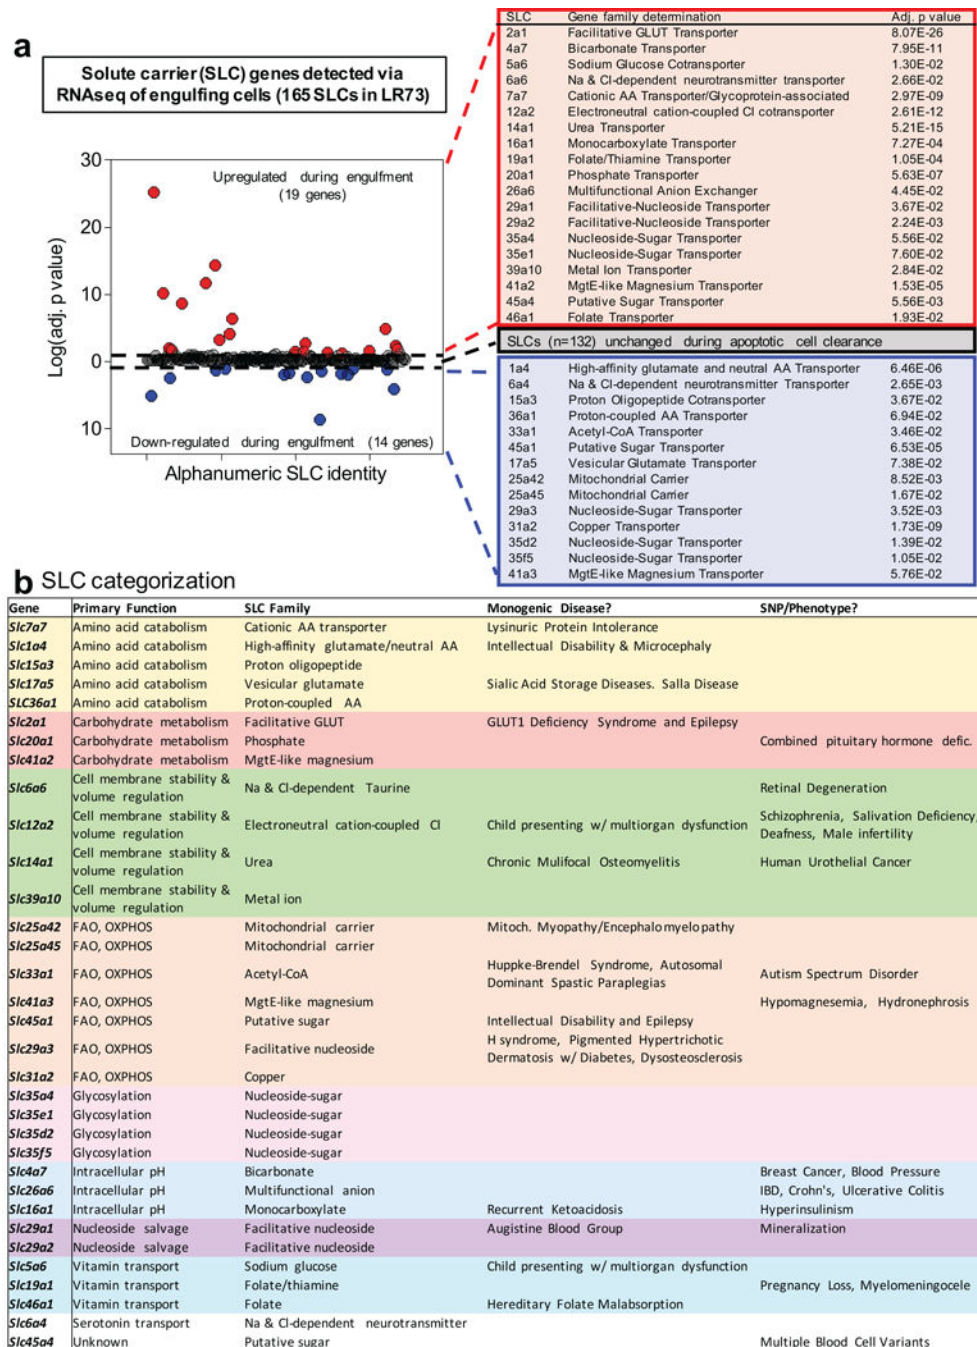 a
Solute carrier (SLC) genes detected via
RNAseq of engulfing cells (165 SLCs in LR73)
Log(adj. p value)
30
20
10
0
10
Upregulated during engulfment
(19 genes)
Down-regulated during engulfment (14 genes)
Alphanumeric SLC identity
SLC Gene family determination Adj. p value
2a1 Facilitative GLUT Transporter 8.07E-26
4a7 Bicarbonate Transporter 7.95E-11
5a6 Sodium Glucose Cotransporter 1.30E-02
6a6 Na & Cl-dependent neurotransmitter transporter 2.66E-02
7a7 Cationic AA Transporter/Glycoprotein-associated 2.97E-09
12a2 Electroneutral cation-coupled Cl cotransporter 2.61E-12
14a1 Urea Transporter 5.21E-15
16a1 Monocarboxylate Transporter 7.27E-04
19a1 Folate/Thiamine Transporter 1.05E-04
20a1 Phosphate Transporter 5.63E-07
26a6 Multifunctional Anion Exchanger 4.45E-02
29a1 Facilitative-Nucleoside Transporter 3.67E-02
29a2 Facilitative-Nucleoside Transporter 2.24E-03
35a4 Nucleoside-Sugar Transporter 5.56E-02
35e1 Nucleoside-Sugar Transporter 7.60E-02
39a10 Metal Ion Transporter 2.84E-02
41a2 MgtE-like Magnesium Transporter 1.53E-05
45a4 Putative Sugar Transporter 5.56E-03
46a1 Folate Transporter 1.93E-02
SLCs (n=132) unchanged during apoptotic cell clearance
1a4 High-affinity glutamate and neutral AA Transporter 6.46E-06
6a4 Na & Cl-dependent neurotransmitter Transporter 2.65E-03
15a3 Proton Oligopeptide Cotransporter 3.67E-02
36a1 Proton-coupled AA Transporter 6.94E-02
33a1 Acetyl-CoA Transporter 3.46E-02
45a1 Putative Sugar Transporter 6.53E-05
17a5 Vesicular Glutamate Transporter 7.38E-02
25a42 Mitochondrial Carrier 8.52E-03
25a45 Mitochondrial Carrier 1.67E-02
29a3 Nucleoside-Sugar Transporter 3.52E-03
31a2 Copper Transporter 1.73E-09
35d2 Nucleoside-Sugar Transporter 1.39E-02
35f5 Nucleoside-Sugar Transporter 1.05E-02
41a3 MgtE-like Magnesium Transporter 5.76E-02
b SLC categorization
Gene Primary Function SLC Family Monogenic Disease? SNP/Phenotype?
Slc7a7 Amino acid catabolism Cationic AA transporter Lysinuric Protein Intolerance
Slc1a4 Amino acid catabolism High-affinity glutamate/neutral AA Intellectual Disability & Microcephaly
Slc15a3 Amino acid catabolism Proton oligopeptide
Slc17a5 Amino acid catabolism Vesicular glutamate Sialic Acid Storage Diseases. Salla Disease
SLC36a1 Amino acid catabolism Proton-coupled AA
Slc2a1 Carbohydrate metabolism Facilitative GLUT GLUT1 Deficiency Syndrome and Epilepsy
Slc20a1 Carbohydrate metabolism Phosphate Combined pituitary hormone defic.
Slc41a2 Carbohydrate metabolism MgtE-like magnesium
Slc6a6 Cell membrane stability & volume regulation Na & Cl-dependent Taurine Retinal Degeneration
Slc12a2 Cell membrane stability & volume regulation Electroneutral cation-coupled Cl Child presenting w/ multiorgan dysfunction Schizophrenia, Salivation Deficiency, Deafness, Male infertility
Slc14a1 Cell membrane stability & volume regulation Urea Chronic Mulifocal Osteomyelitis Human Urothelial Cancer
Slc39a10 Cell membrane stability & volume regulation Metal ion
Slc25a42 FAO, OXPHOS Mitochondrial carrier Mitoch. Myopathy/Encephalomyelopathy
Slc25a45 FAO, OXPHOS Mitochondrial carrier
Slc33a1 FAO, OXPHOS Acetyl-CoA Huppke-Brendel Syndrome, Autosomal Dominant Spastic Paraplegias Autism Spectrum Disorder
Slc41a3 FAO, OXPHOS MgtE-like magnesium Hypomagnesemia, Hydronephrosis
Slc45a1 FAO, OXPHOS Putative sugar Intellectual Disability and Epilepsy
Slc29a3 FAO, OXPHOS Facilitative nucleoside H syndrome, Pigmented Hypertrichotic Dermatosis w/ Diabetes, Dysosteosclerosis
Slc31a2 FAO, OXPHOS Copper
Slc35a4 Glycosylation Nucleoside-sugar
Slc35e1 Glycosylation Nucleoside-sugar
Slc35d2 Glycosylation Nucleoside-sugar
Slc35f5 Glycosylation Nucleoside-sugar
Slc4a7 Intracellular pH Bicarbonate Breast Cancer, Blood Pressure
Slc26a6 Intracellular pH Multifunctional anion IBD, Crohn's, Ulcerative Colitis
Slc16a1 Intracellular pH Monocarboxylate Recurrent Ketoacidosis Hyperinsulinism
Slc29a1 Nucleoside salvage Facilitative nucleoside Augistine Blood Group Mineralization
Slc29a2 Nucleoside salvage Facilitative nucleoside
Slc5a6 Vitamin transport Sodium glucose Child presenting w/ multiorgan dysfunction
Slc19a1 Vitamin transport Folate/thiamine Pregnancy Loss, Myelomeningocele
Slc46a1 Vitamin transport Folate Hereditary Folate Malabsorption
Slc6a4 Serotonin transport Na & Cl-dependent neurotransmitter
Slc45a4 Unknown Putative sugar Multiple Blood Cell Variants